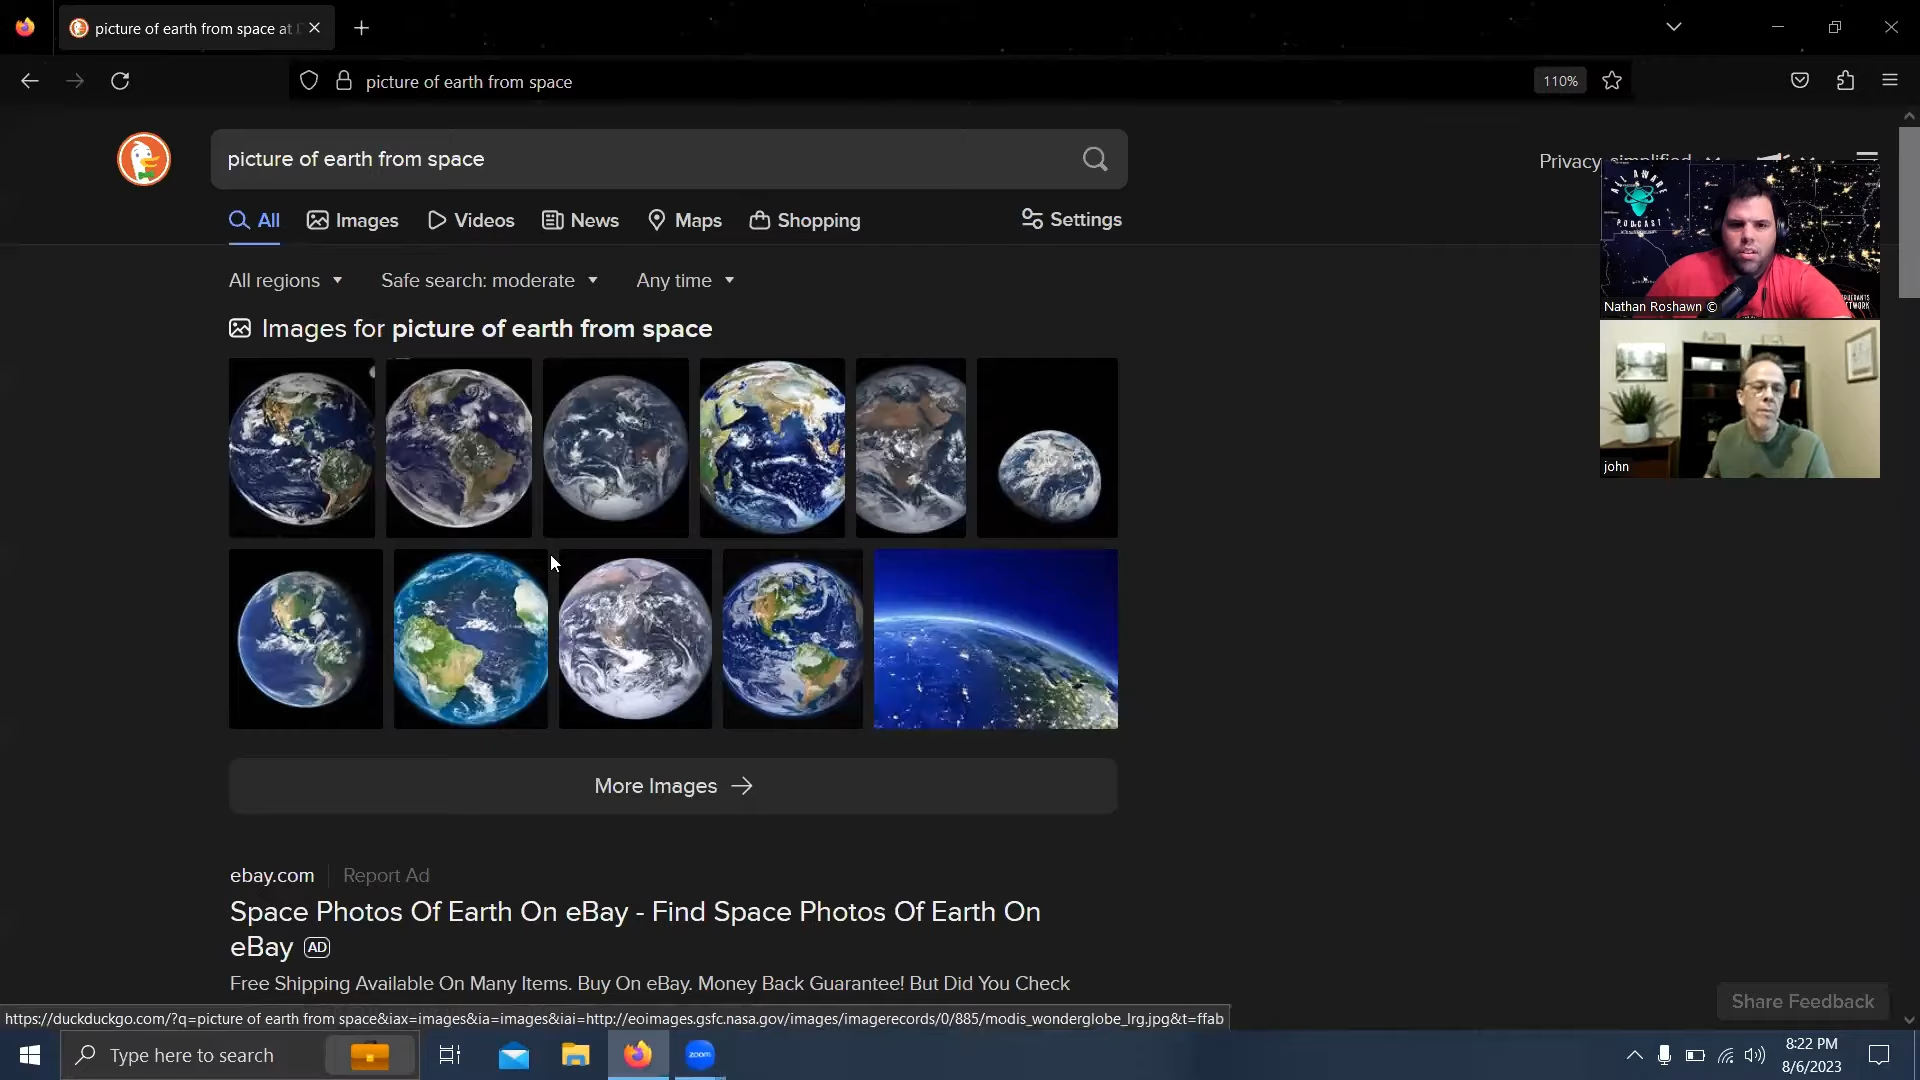 picture of earth from space at
picture of earth from space
110%
picture of earth from space
Privacy, simplified
All
Images
Videos
News
Maps
Shopping
Settings
All regions
Safe search: moderate
Any time
Images for picture of earth from space
ALL AWARE
PODCAST
Nathan Roshawn ©
john
More Images
ebay.com
Report Ad
Space Photos Of Earth On eBay - Find Space Photos Of Earth On
eBay AD
Free Shipping Available On Many Items. Buy On eBay. Money Back Guarantee! But Did You Check
Share Feedback
https://duckduckgo.com/?q=picture of earth from space&iax=images&ia=images&iai=http://eoimages.gsfc.nasa.gov/images/imagerecords/0/885/modis_wonderglobe_lrg.jpg&t=ffab
Type here to search
zoom
8:22 PM
8/6/2023